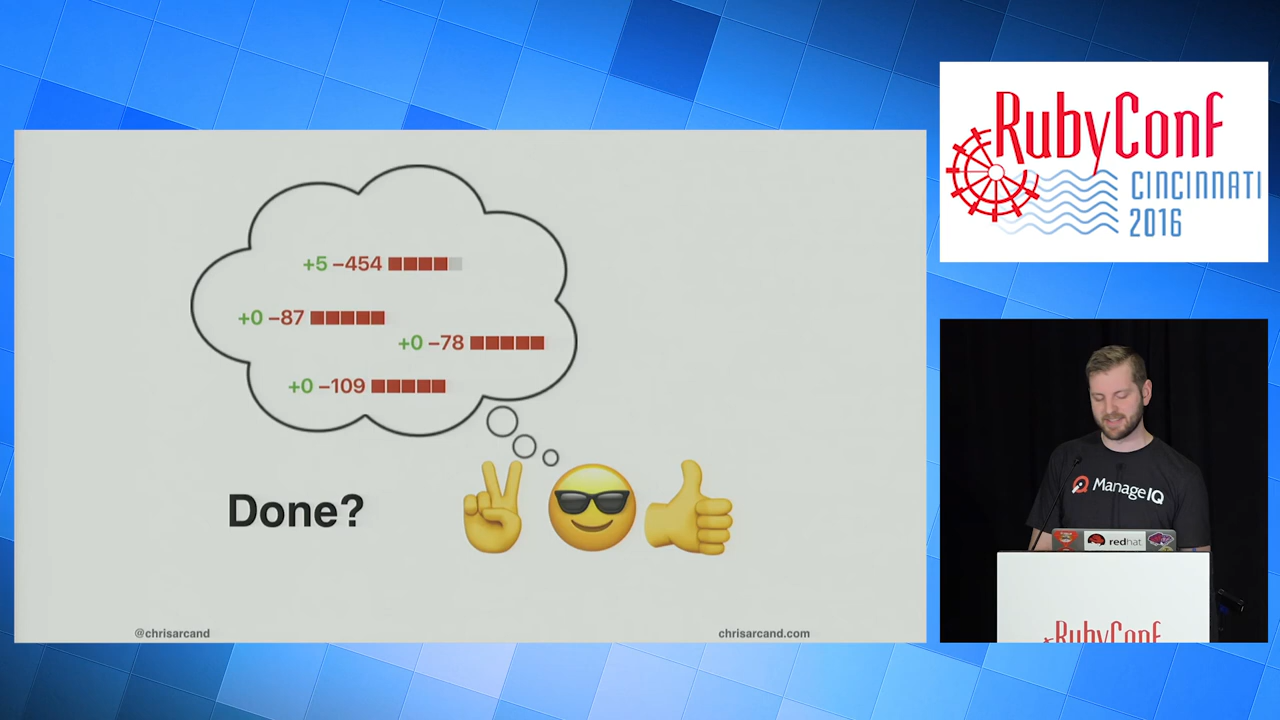 +5 −454
+0 −87
+0 −78
+0 −109
Done?
@chrisarcand
chrisarcand.com
RubyConf
CINCINNATI
2016
ManageIQ
redhat
RubyConf